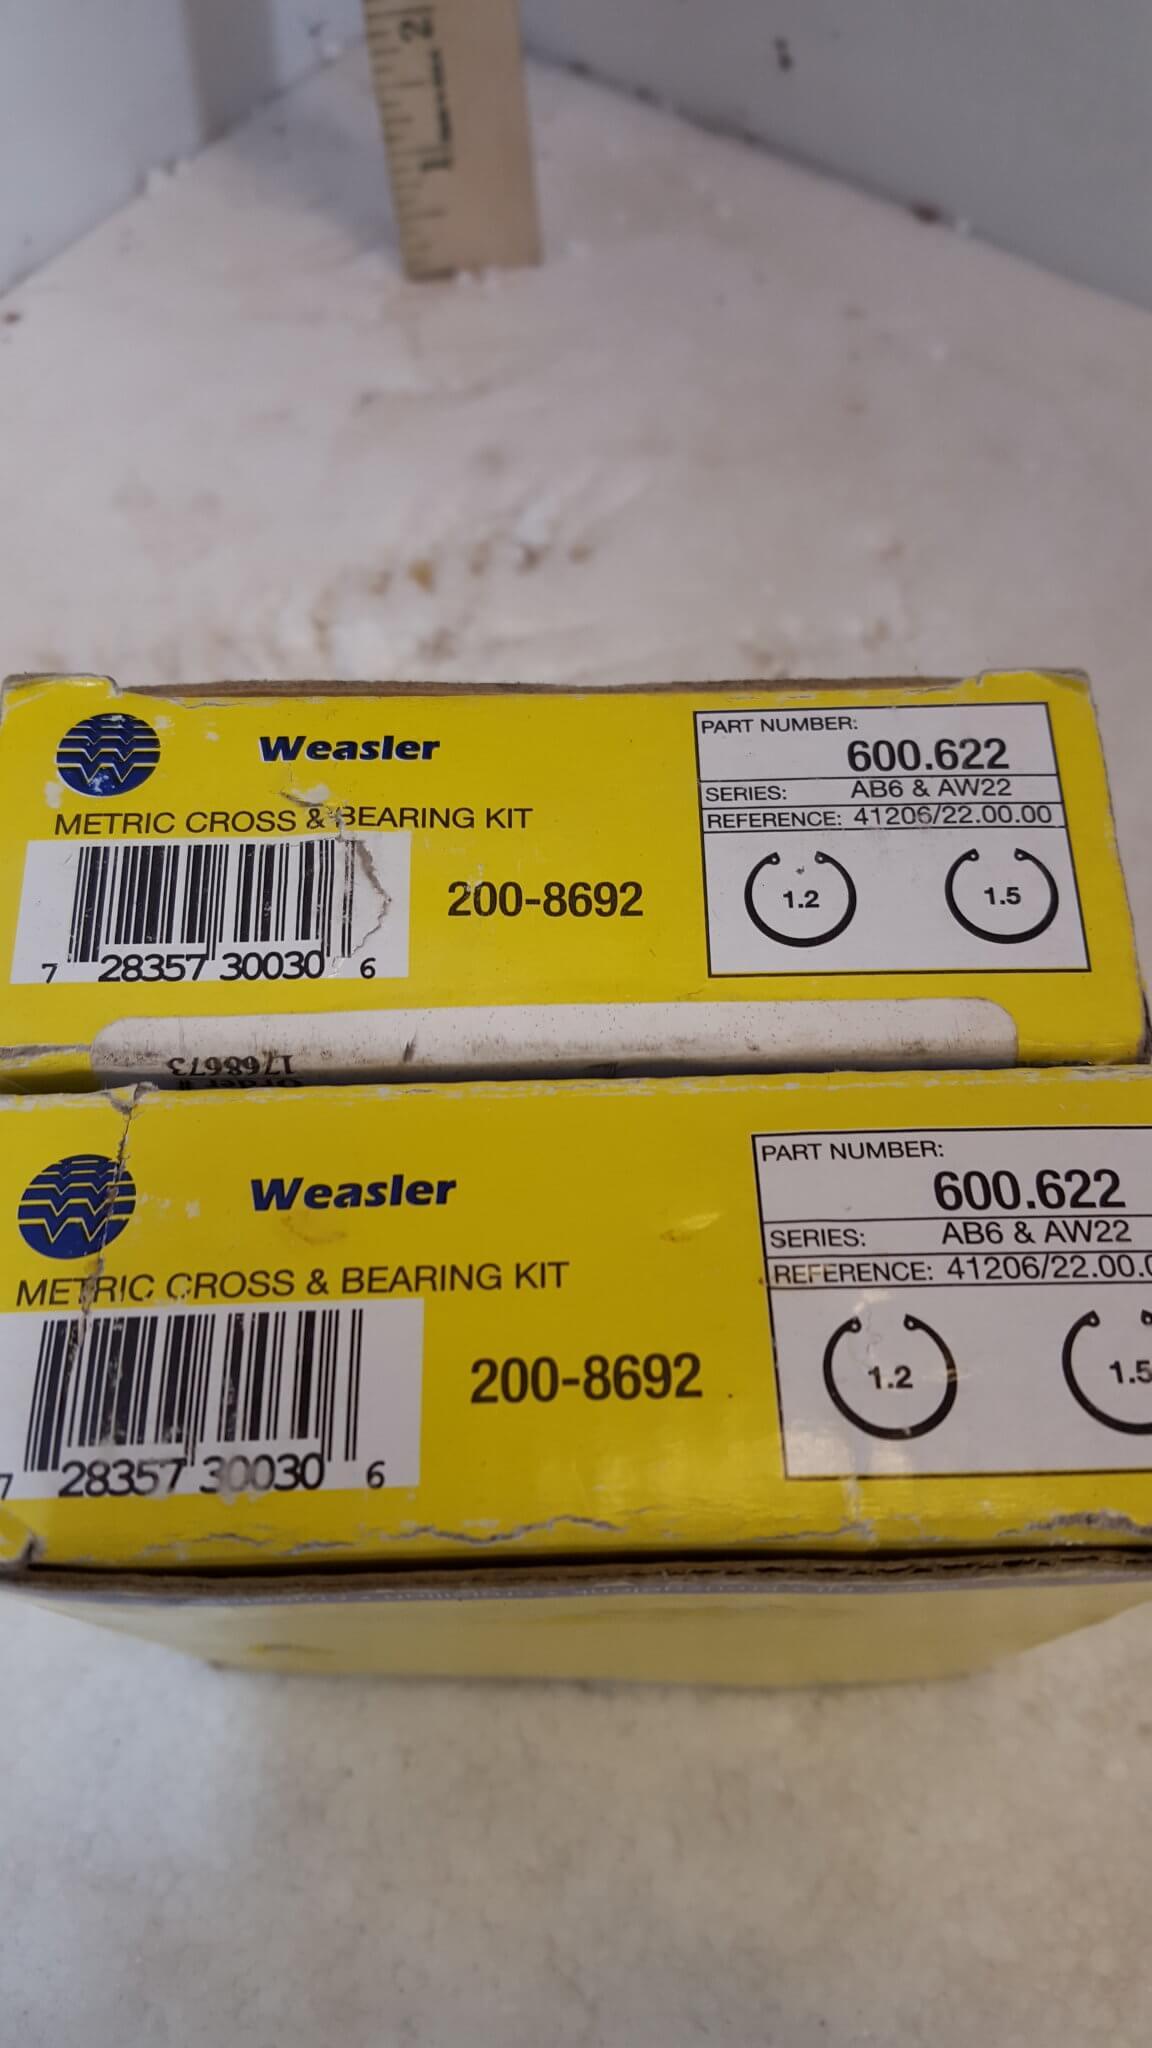 1 2
Weasler
METRIC CROSS & BEARING KIT
7 28357 30030 6
200-8692
PART NUMBER:
600.622
SERIES: AB6 & AW22
REFERENCE: 41206/22.00.00
1.2 1.5
Order #
1768673
Weasler
METRIC CROSS & BEARING KIT
7 28357 30030 6
200-8692
PART NUMBER:
600.622
SERIES: AB6 & AW22
REFERENCE: 41206/22.00.0
1.2 1.5